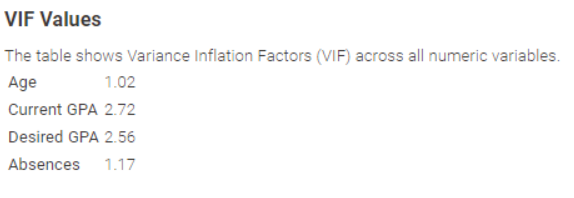 VIF Values
The table shows Variance Inflation Factors (VIF) across all numeric variables.
Age 1.02
Current GPA 2.72
Desired GPA 2.56
Absences 1.17